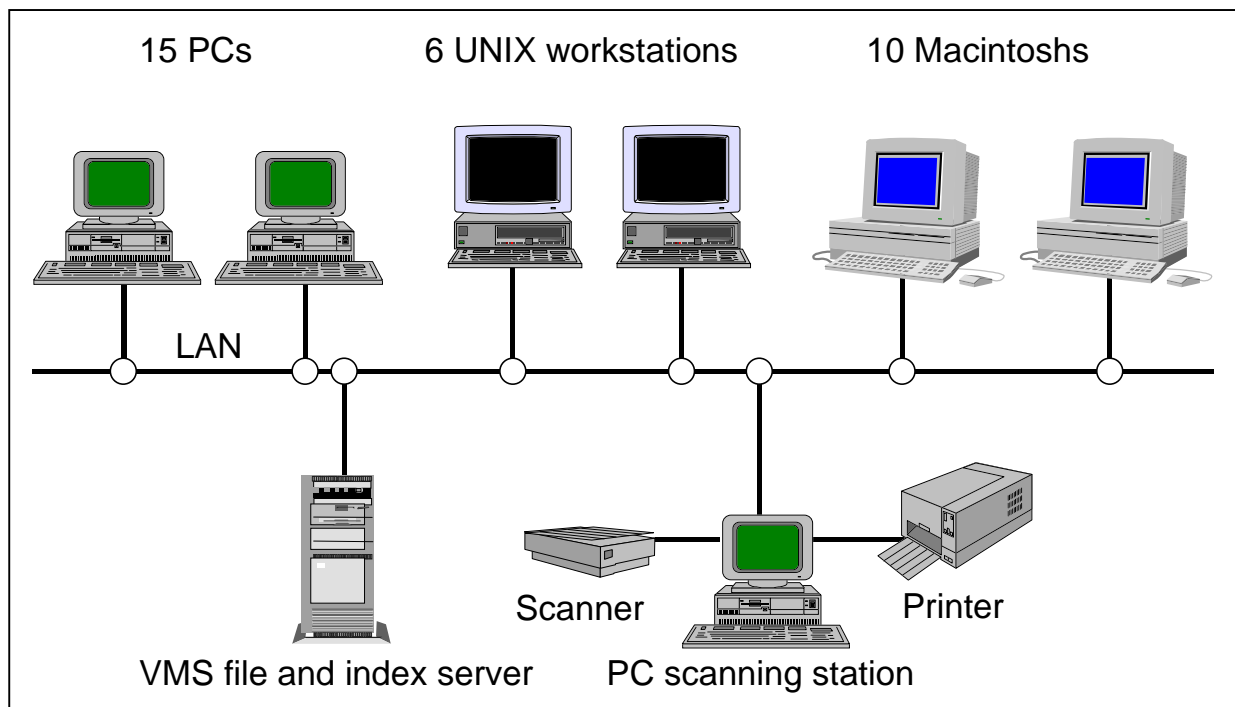 15 PCs
6 UNIX workstations
10 Macintoshs
LAN
Scanner
Printer
VMS file and index server
PC scanning station